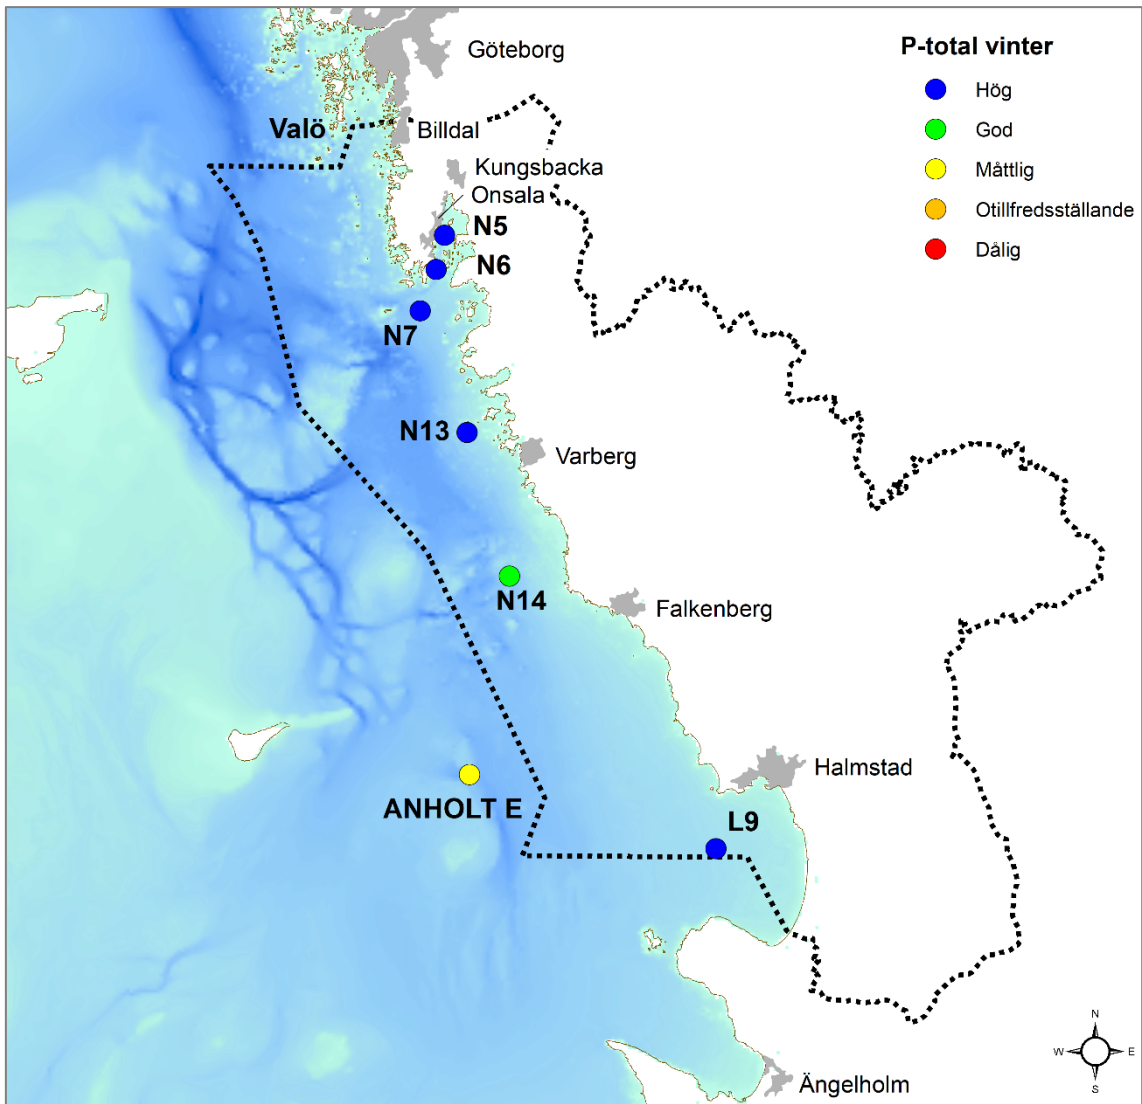 Göteborg
P-total vinter
Hög
God
Måttlig
Otillfredsställande
Dålig
Valö
Billdal
Kungsbacka
Onsala
N5
N6
N7
N13
Varberg
N14
Falkenberg
Halmstad
ANHOLT E
L9
N
W
E
S
Ängelholm